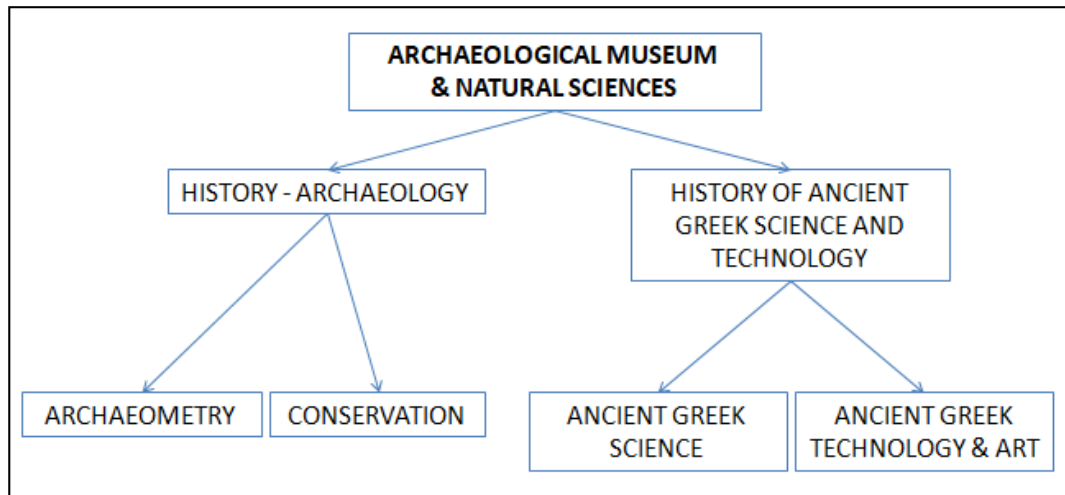 ARCHAEOLOGICAL MUSEUM
& NATURAL SCIENCES
HISTORY - ARCHAEOLOGY
HISTORY OF ANCIENT
GREEK SCIENCE AND
TECHNOLOGY
ARCHAEOMETRY
CONSERVATION
ANCIENT GREEK
SCIENCE
ANCIENT GREEK
TECHNOLOGY & ART